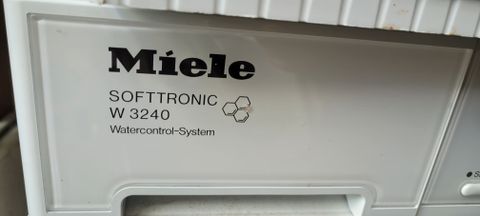 Miele
SOFTTRONIC
W 3240
Watercontrol-System